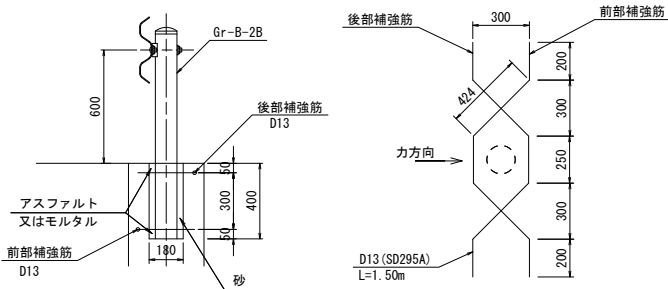 Gr-B-2B
600
後部補強筋
D13
50
300
50
400
アスファルト
又はモルタル
前部補強筋
D13
180
砂
後部補強筋
300
前部補強筋
424
200
300
250
300
200
力方向
D13(SD295A)
L=1.50m